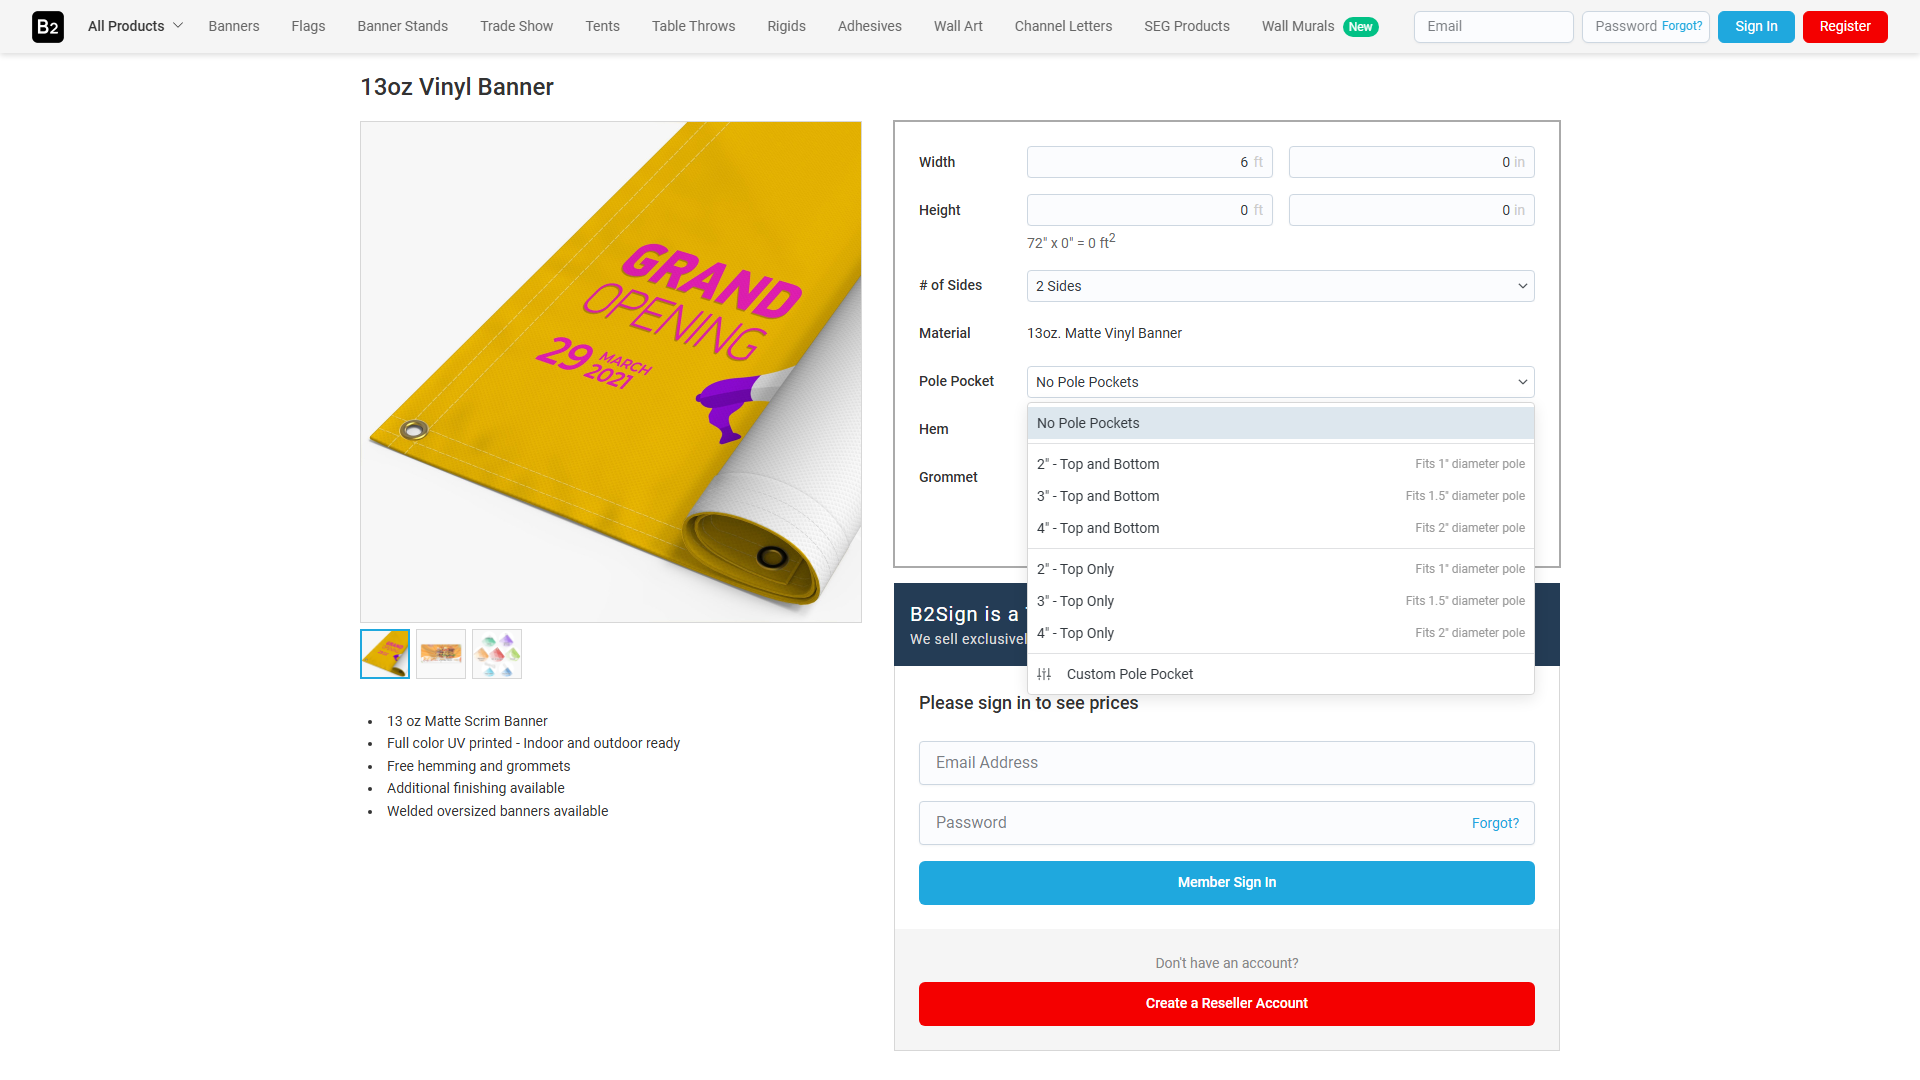 B2
All Products
Banners
Flags
Banner Stands
Trade Show
Tents
Table Throws
Rigids
Adhesives
Wall Art
Channel Letters
SEG Products
Wall Murals New
Email
Password Forgot?
Sign In
Register
13oz Vinyl Banner
GRAND
OPENING
29 MARCH
2021
Width 6 ft 0 in
Height 0 ft 0 in
72" x 0" = 0 ft2
# of Sides 2 Sides
Material 13oz. Matte Vinyl Banner
Pole Pocket No Pole Pockets
Hem
Grommet
No Pole Pockets
2" - Top and Bottom Fits 1" diameter pole
3" - Top and Bottom Fits 1.5" diameter pole
4" - Top and Bottom Fits 2" diameter pole
2" - Top Only Fits 1" diameter pole
3" - Top Only Fits 1.5" diameter pole
4" - Top Only Fits 2" diameter pole
Custom Pole Pocket
B2Sign is a
We sell exclusivel
Please sign in to see prices
Email Address
Password Forgot?
Member Sign In
Don't have an account?
Create a Reseller Account
• 13 oz Matte Scrim Banner
• Full color UV printed - Indoor and outdoor ready
• Free hemming and grommets
• Additional finishing available
• Welded oversized banners available